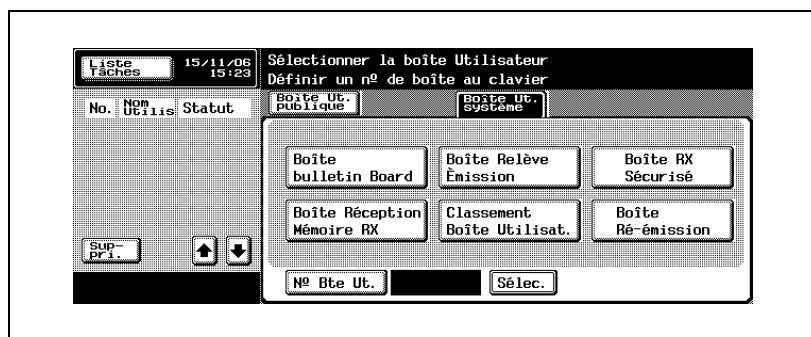 Liste
Tâches
15/11/06
15:23
Sélectionner la boîte Utilisateur
Définir un nº de boîte au clavier
No.
Nom
Utilis
Statut
Boîte Ut.
publique
Boîte Ut.
système
Boîte
bulletin Board
Boîte Relève
Èmission
Boîte RX
Sécurisé
Boîte Réception
Mémoire RX
Classement
Boîte Utilisat.
Boîte
Ré-émission
Sup-
pri.
Nº Bte Ut.
Sélec.